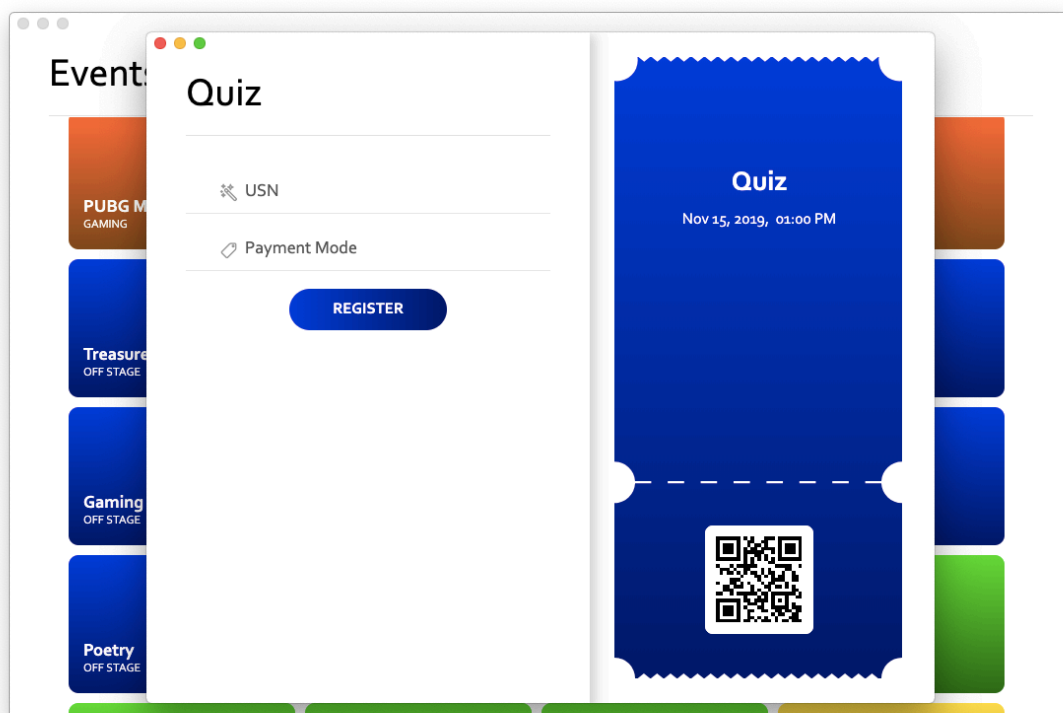 Events
Quiz
USN
Payment Mode
REGISTER
Quiz
Nov 15, 2019, 01:00 PM
PUBG M
GAMING
Treasure
OFF STAGE
Gaming
OFF STAGE
Poetry
OFF STAGE